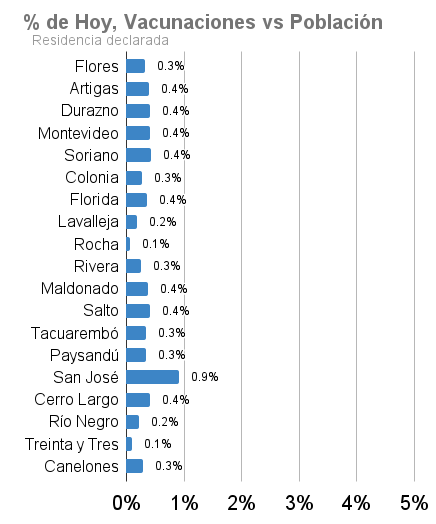 % de Hoy, Vacunaciones vs Población
Residencia declarada
Flores 0.3%
Artigas 0.4%
Durazno 0.4%
Montevideo 0.4%
Soriano 0.4%
Colonia 0.3%
Florida 0.4%
Lavalleja 0.2%
Rocha 0.1%
Rivera 0.3%
Maldonado 0.4%
Salto 0.4%
Tacuarembó 0.3%
Paysandú 0.3%
San José 0.9%
Cerro Largo 0.4%
Río Negro 0.2%
Treinta y Tres 0.1%
Canelones 0.3%
0% 1% 2% 3% 4% 5%